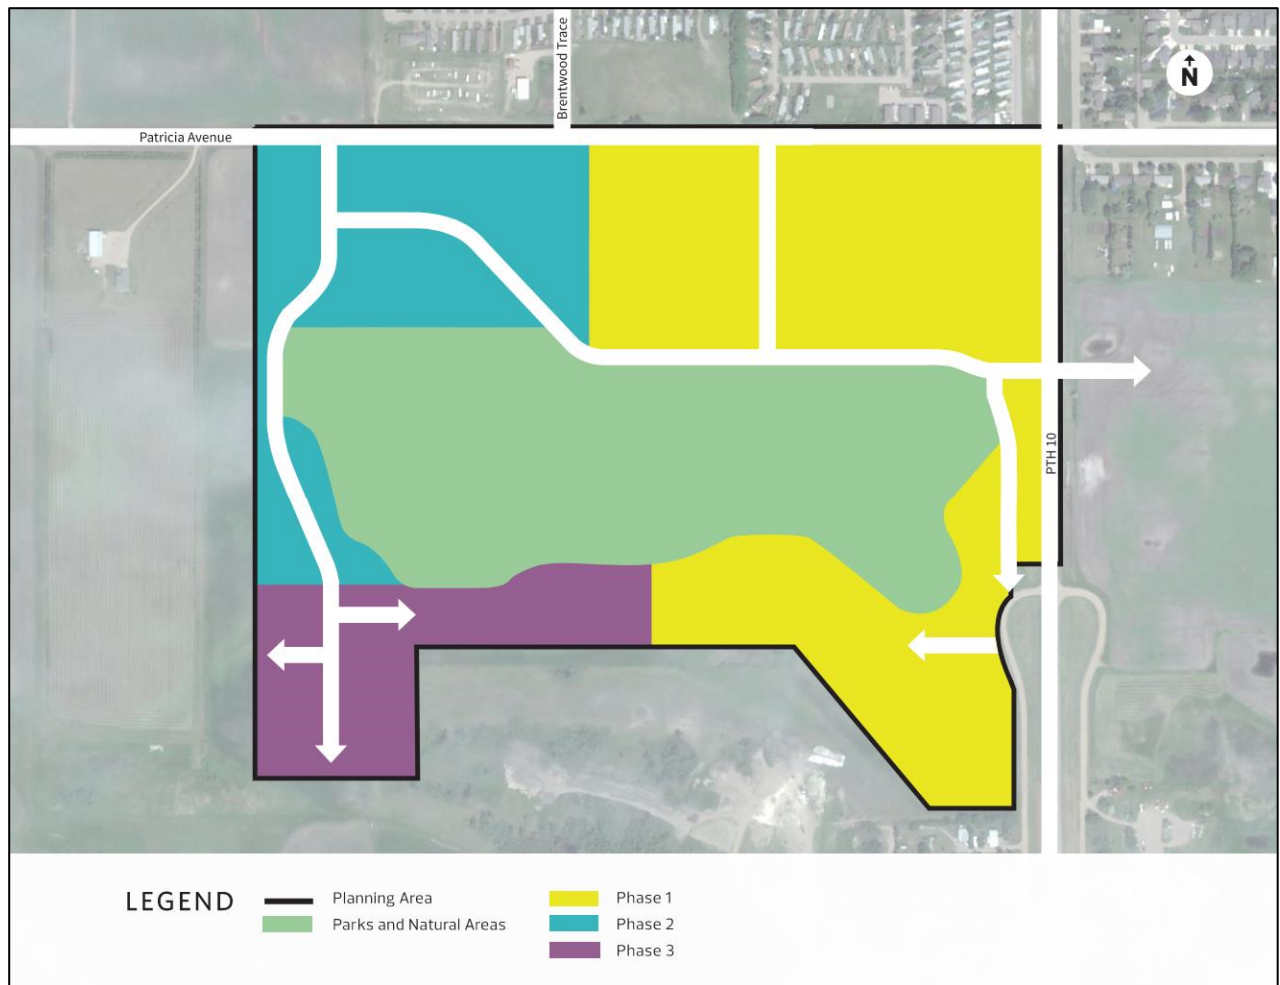 Brentwood Trace
N
Patricia Avenue
PTH 10
LEGEND
Planning Area
Parks and Natural Areas
Phase 1
Phase 2
Phase 3